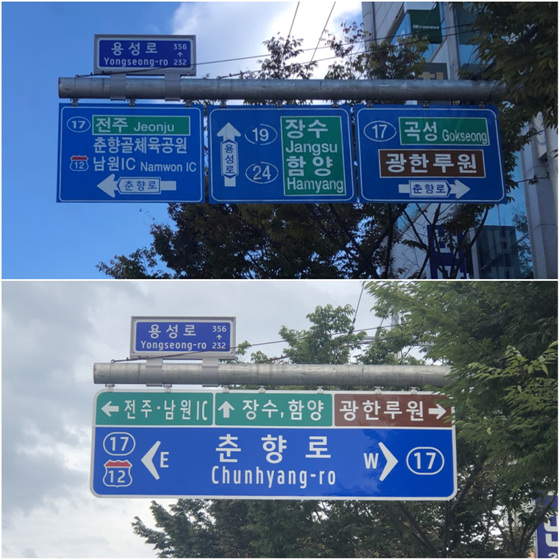 용성로
Yongseong-ro
356
232
17 전주 Jeonju
춘향골체육공원
12 남원IC Namwon IC
춘향로
용성로
19
24
장수
Jangsu
함양
Hamyang
17 곡성 Gokseong
광한루원
춘향로
용성로
Yongseong-ro
356
232
전주·남원IC
장수,함양
광한루원
17
12
E
춘향로
Chunhyang-ro
W
17